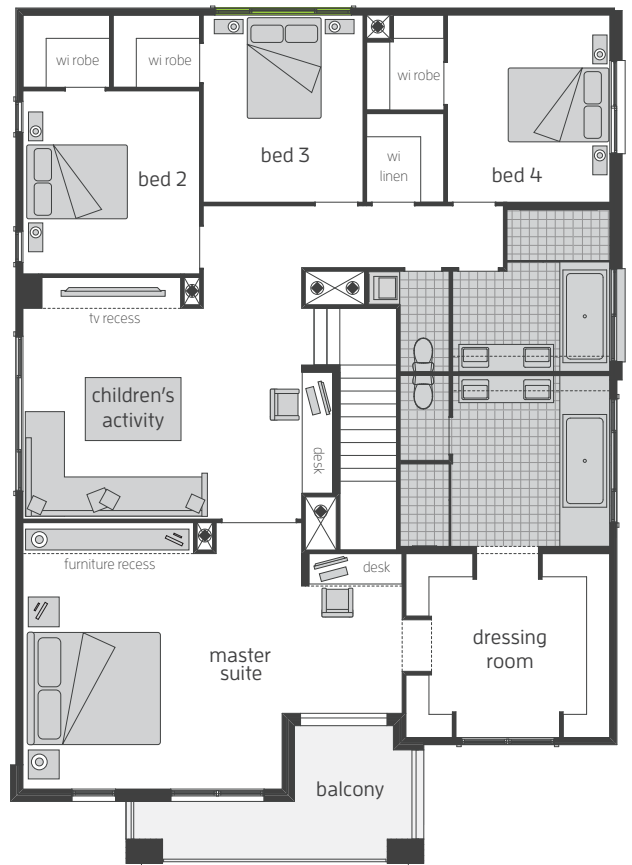 wi robe
wi robe
wi robe
bed 3
wi
linen
bed 2
bed 4
tv recess
children's
activity
desk
furniture recess
desk
master
suite
dressing
room
balcony